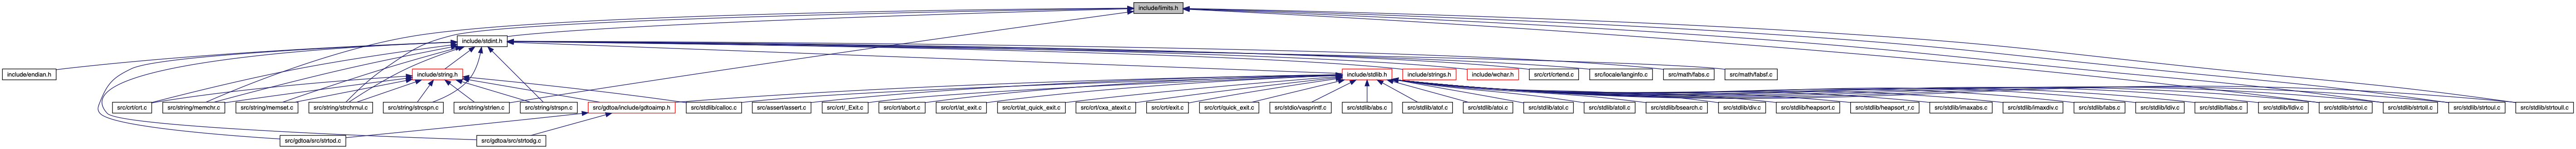 include/limits.h
include/stdint.h
include/endian.h
include/string.h
include/stdlib.h
include/strings.h
include/wchar.h
src/crt/crtend.c
src/locale/langinfo.c
src/math/fabs.c
src/math/fabsf.c
src/crt/crt.c
src/string/memchr.c
src/string/memset.c
src/string/strchrnul.c
src/string/strcspn.c
src/string/strlen.c
src/string/strspn.c
src/gdtoa/include/gdtoaimp.h
src/stdlib/calloc.c
src/assert/assert.c
src/crt/_Exit.c
src/crt/abort.c
src/crt/at_exit.c
src/crt/at_quick_exit.c
src/crt/cxa_atexit.c
src/crt/exit.c
src/crt/quick_exit.c
src/stdio/vasprintf.c
src/stdlib/abs.c
src/stdlib/atof.c
src/stdlib/atoi.c
src/stdlib/atol.c
src/stdlib/atoll.c
src/stdlib/bsearch.c
src/stdlib/div.c
src/stdlib/heapsort.c
src/stdlib/heapsort_r.c
src/stdlib/imaxabs.c
src/stdlib/imaxdiv.c
src/stdlib/labs.c
src/stdlib/ldiv.c
src/stdlib/llabs.c
src/stdlib/lldiv.c
src/stdlib/strtol.c
src/stdlib/strtoll.c
src/stdlib/strtoul.c
src/stdlib/strtoull.c
src/gdtoa/src/strtod.c
src/gdtoa/src/strtodg.c